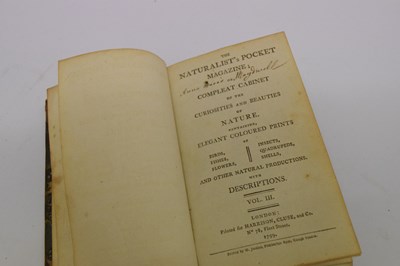 THE
NATURALIST's POCKET
MAGAZINE;
COMPLEAT CABINET
OF THE
CURIOSITIES AND BEAUTIES
OF
NATURE.
CONTAINING,
ELEGANT COLOURED PRINTS
OF
BIRDS, INSECTS,
FISHES, QUADRUPEDS,
FLOWERS, SHELLS,
AND OTHER NATURAL PRODUCTIONS.
WITH
DESCRIPTIONS.
VOL. III.
LONDON:
Printed for HARRISON, CLUSE, and Co.
No 78, Fleet Street.
1799.